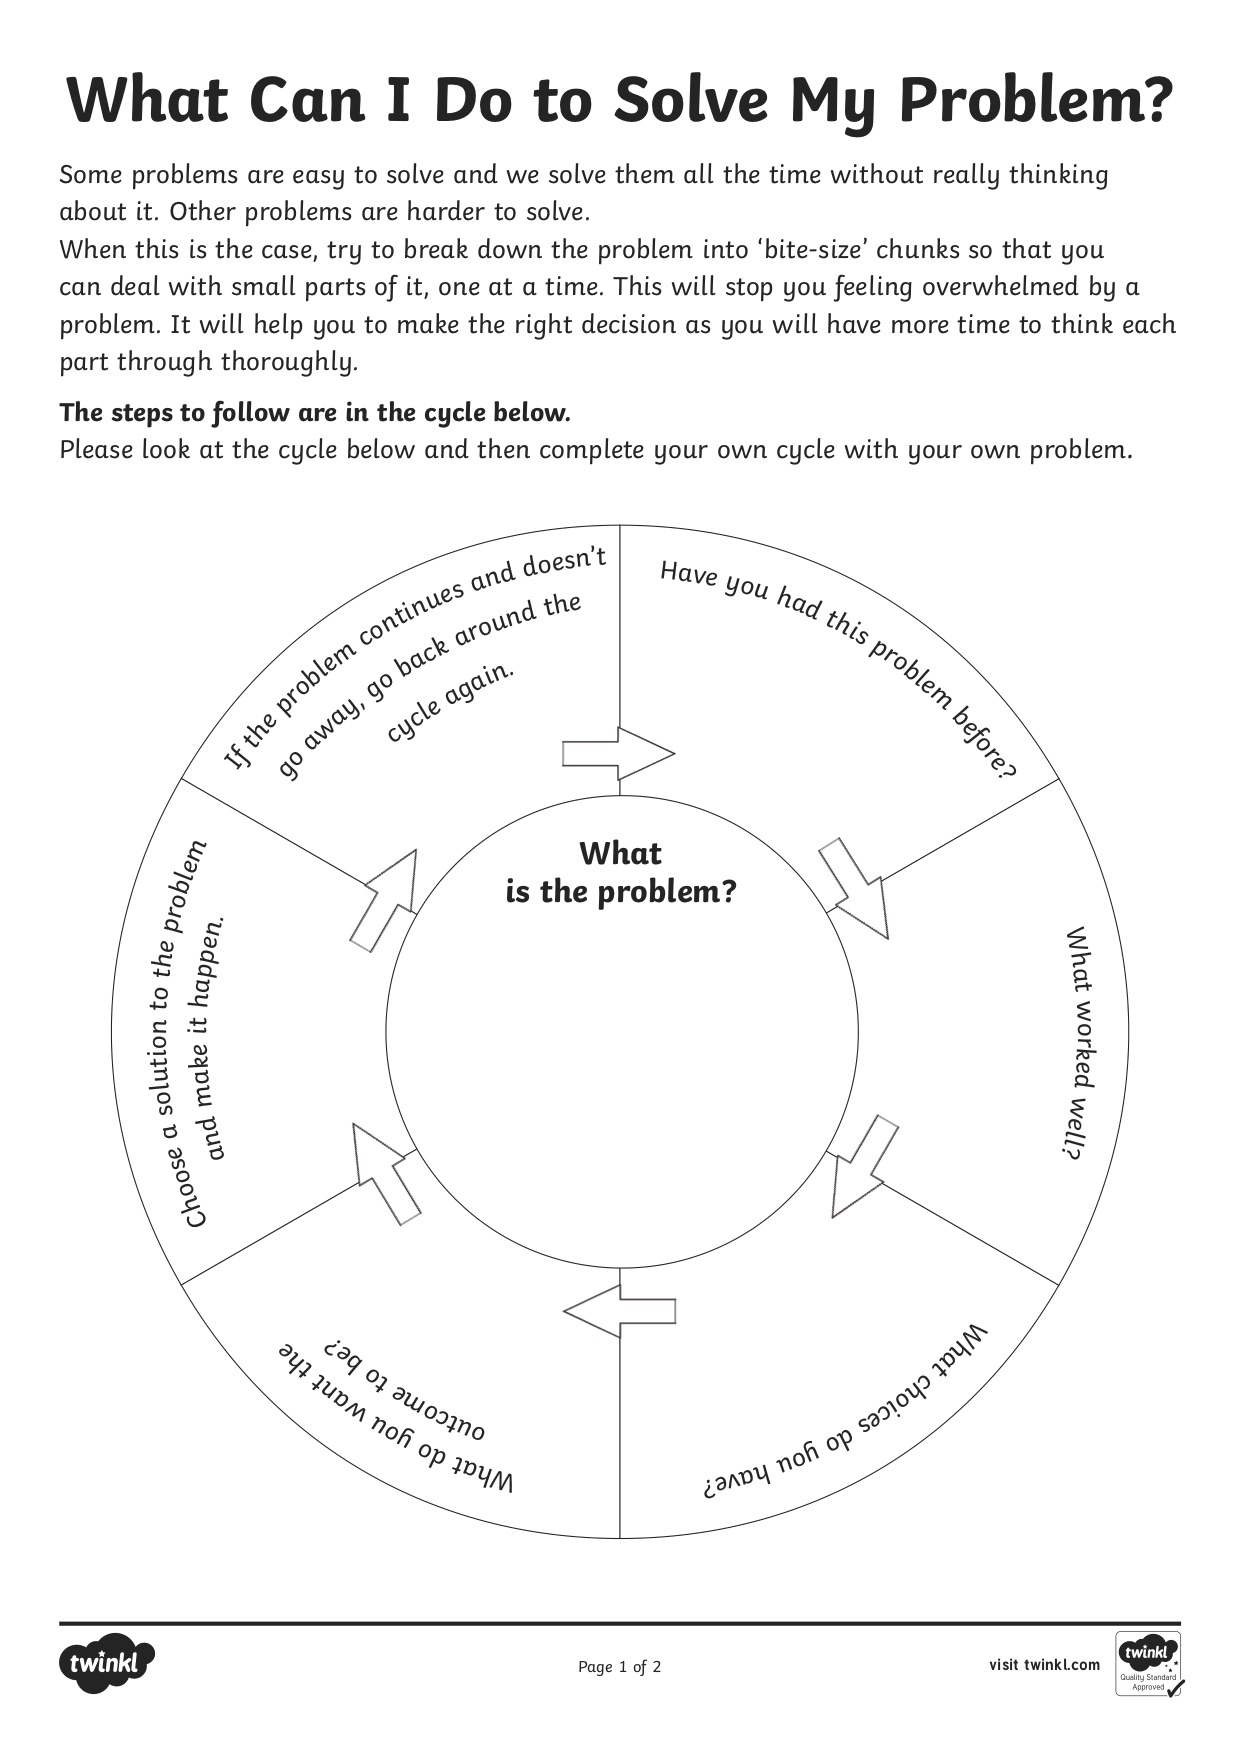 What Can I Do to Solve My Problem?
Some problems are easy to solve and we solve them all the time without really thinking
about it. Other problems are harder to solve.
When this is the case, try to break down the problem into ‘bite-size’ chunks so that you
can deal with small parts of it, one at a time. This will stop you feeling overwhelmed by a
problem. It will help you to make the right decision as you will have more time to think each
part through thoroughly.
The steps to follow are in the cycle below.
Please look at the cycle below and then complete your own cycle with your own problem.
Have you had this problem before?
What worked well?
What choices do you have?
What do you want the
outcome to be?
Choose a solution to the problem
and make it happen.
If the problem continues and doesn’t
go away, go back around the
cycle again.
What
is the problem?
twinkl
Page 1 of 2
visit twinkl.com
twinkl
Quality Standard
Approved